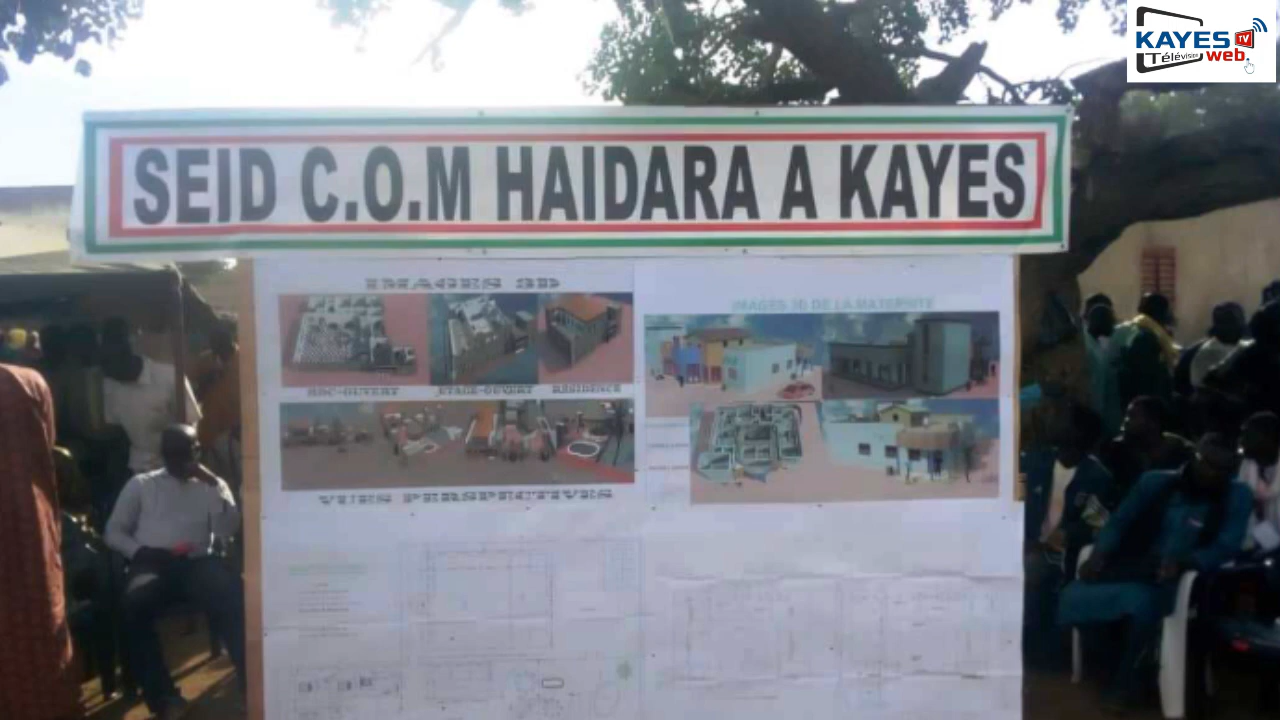 KAYES TV
Télévision web
SEID C.O.M HAIDARA A KAYES
IMAGES 3D
IMAGES 3D DE LA MATERNITE
RDC-OUVERT ETAGE-OUVERT RESIDENCE
VUES PERSPECTIVES